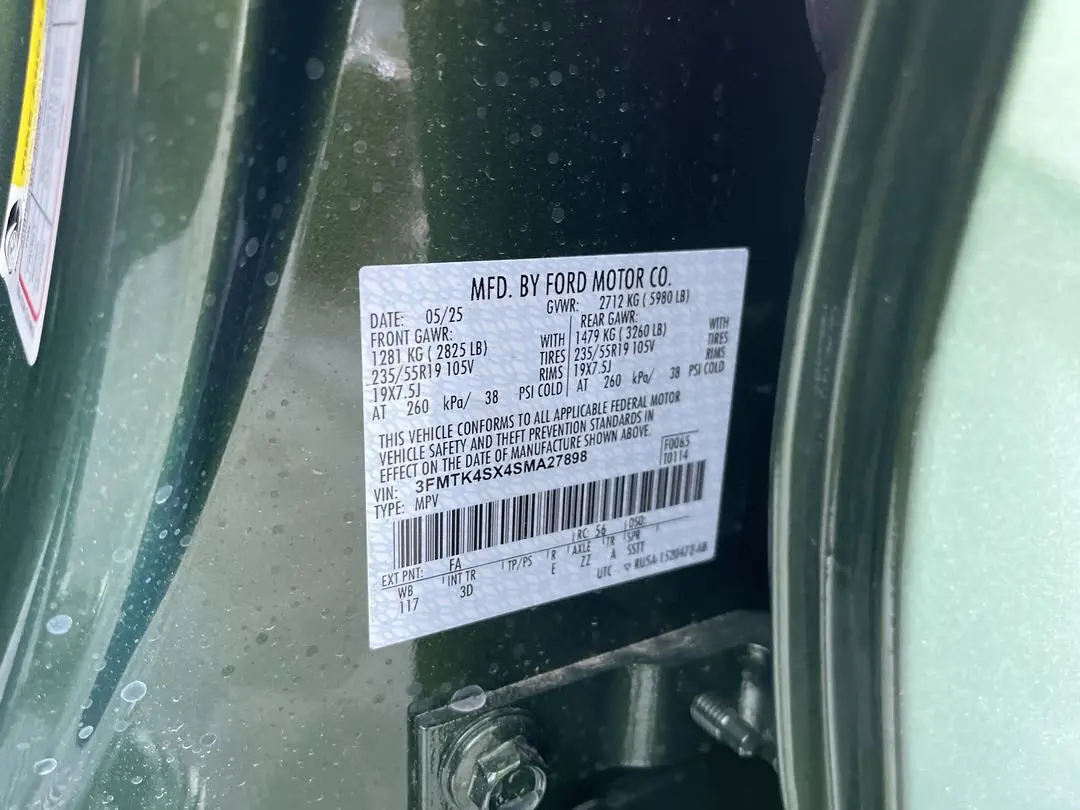 MFD. BY FORD MOTOR CO.
DATE: 05/25 GVWR: 2712 KG ( 5980 LB)
FRONT GAWR: REAR GAWR:
1281 KG ( 2825 LB) WITH 1479 KG ( 3260 LB) WITH
235/55R19 105V TIRES 235/55R19 105V TIRES
19X7.5J RIMS 19X7.5J RIMS
AT 260 kPa/ 38 PSI COLD AT 260 kPa/ 38 PSI COLD
THIS VEHICLE CONFORMS TO ALL APPLICABLE FEDERAL MOTOR
VEHICLE SAFETY AND THEFT PREVENTION STANDARDS IN
EFFECT ON THE DATE OF MANUFACTURE SHOWN ABOVE.
F0065
T0114
VIN: 3FMTK4SX4SMA27898
TYPE: MPV
EXT PNT: FA RC: 56 DSO:
WB INT TR TP/PS R AXLE TR SPR
117 3D E ZZ A SSTT
UTC